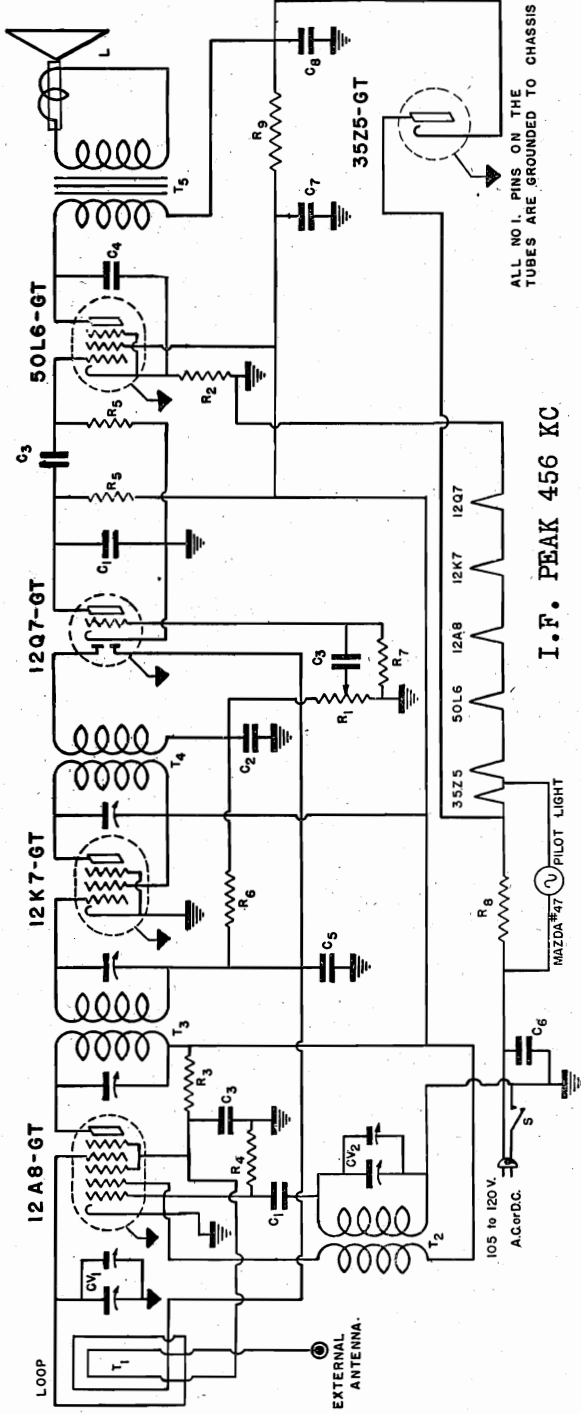 12A8-GT
12K7-GT
12Q7-GT
50L6-GT
35Z5-GT
LOOP
CV1
T1
EXTERNAL
ANTENNA.
T3
R3
C3
R4
C1
CV2
T2
R6
C5
T4
C2
C1
R5
C3
R5
C3
R1
R7
R2
C4
T5
L
R9
C8
C7
ALL NO 1. PINS ON THE
TUBES ARE GROUNDED TO CHASSIS
105 to 120 V.
A.C. or D.C.
S
C6
R8
MAZDA #47 PILOT LIGHT
35Z5
50L6
12A8
12K7
12Q7
I.F. PEAK 456 KC